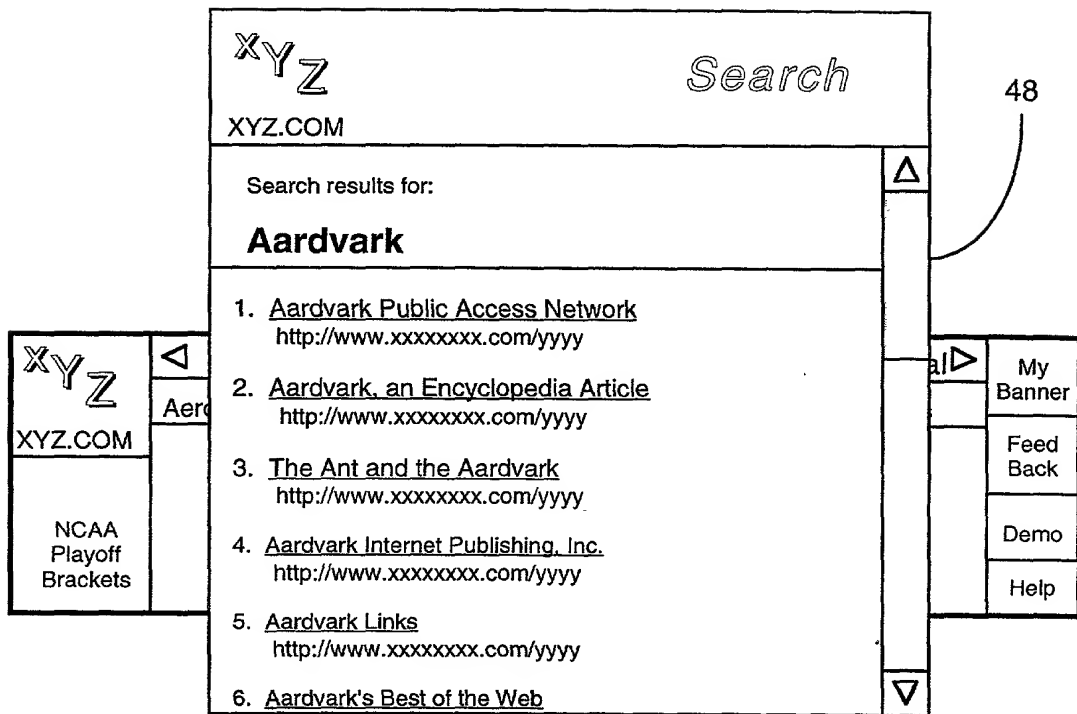 XYZ
Search
XYZ.COM
48
Search results for:
Aardvark
1. Aardvark Public Access Network
http://www.xxxxxxxx.com/yyyy
2. Aardvark, an Encyclopedia Article
http://www.xxxxxxxx.com/yyyy
3. The Ant and the Aardvark
http://www.xxxxxxxx.com/yyyy
4. Aardvark Internet Publishing, Inc.
http://www.xxxxxxxx.com/yyyy
5. Aardvark Links
http://www.xxxxxxxx.com/yyyy
6. Aardvark's Best of the Web
XYZ
XYZ.COM
NCAA
Playoff
Brackets
Aero
al
My
Banner
Feed
Back
Demo
Help